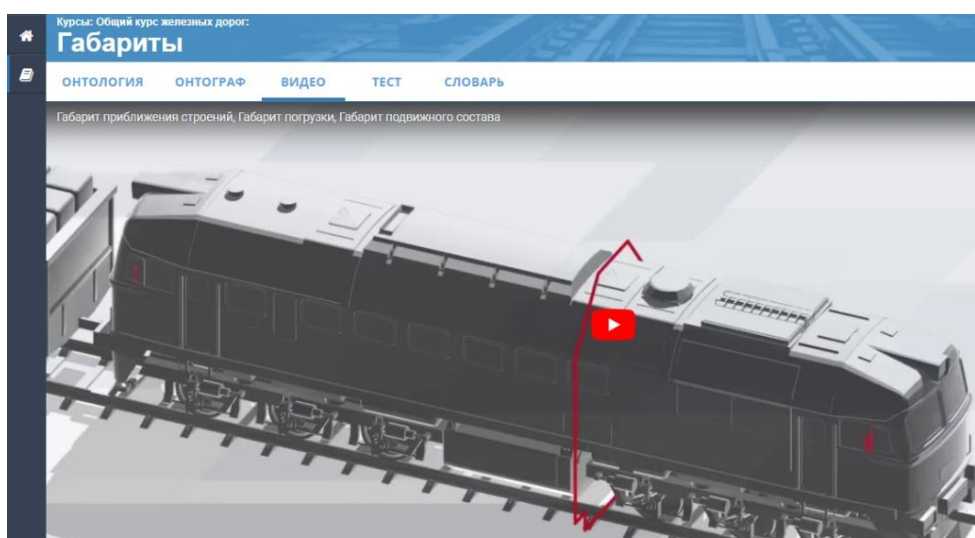 Курсы: Общий курс железных дорог:
Габариты
ОНТОЛОГИЯ ОНТОГРАФ ВИДЕО ТЕСТ СЛОВАРЬ
Габарит приближения строений, Габарит погрузки, Габарит подвижного состава